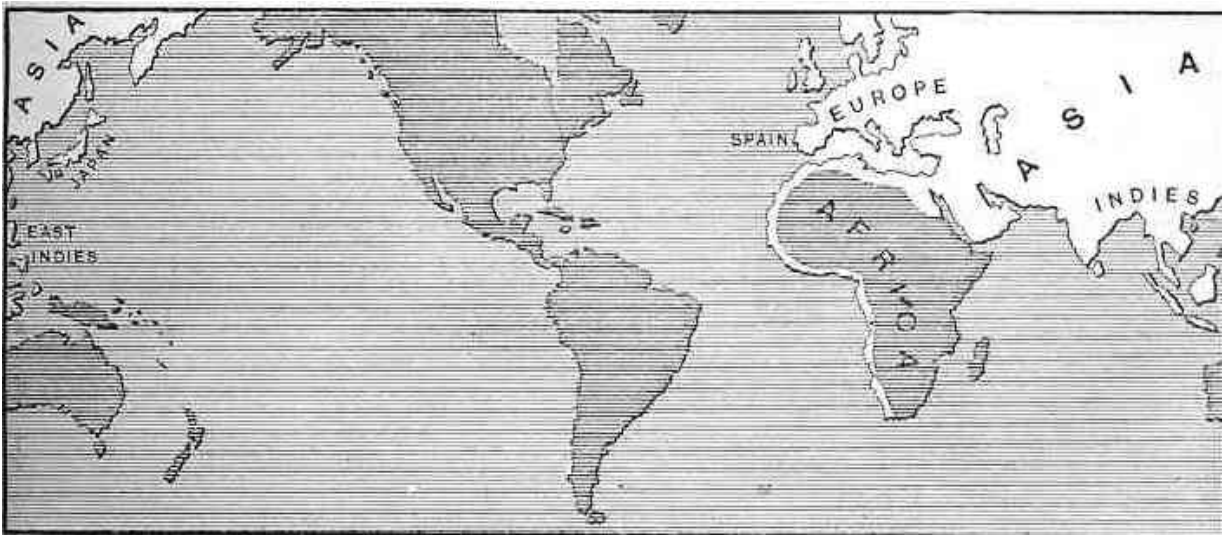 ASIA
JAPAN
EAST
INDIES
SPAIN
EUROPE
ASIA
INDIES
AFRICA